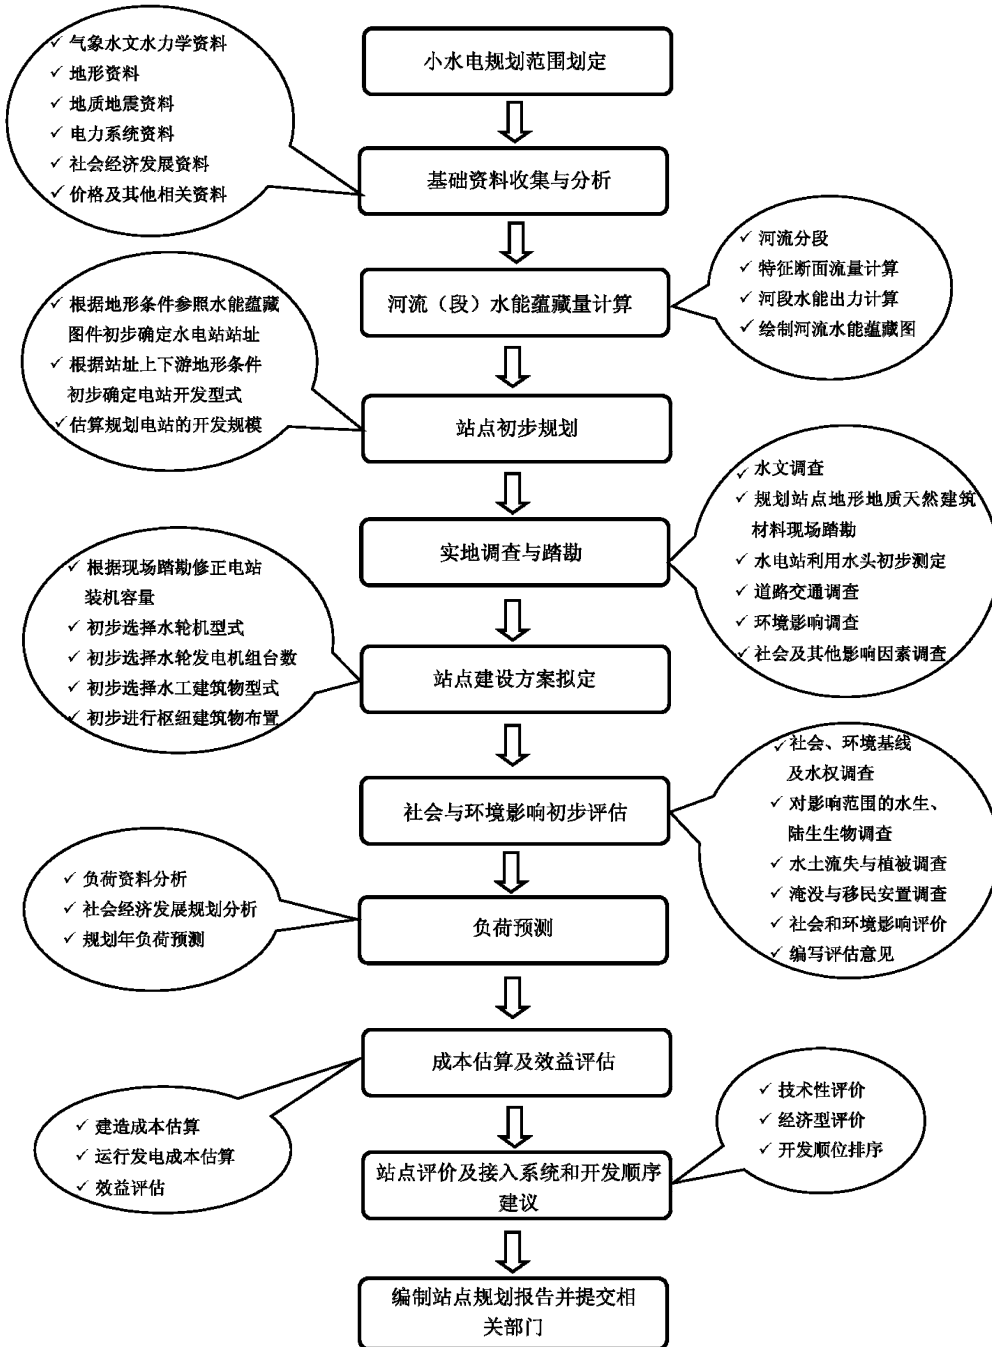 小水电规划范围划定
✓ 气象水文水力学资料
✓ 地形资料
✓ 地质地震资料
✓ 电力系统资料
✓ 社会经济发展资料
✓ 价格及其他相关资料
基础资料收集与分析
河流（段）水能蕴藏量计算
✓ 河流分段
✓ 特征断面流量计算
✓ 河段水能出力计算
✓ 绘制河流水能蕴藏图
✓ 根据地形条件参照水能蕴藏
图件初步确定水电站站址
✓ 根据站址上下游地形条件
初步确定电站开发型式
✓ 估算规划电站的开发规模
站点初步规划
实地调查与踏勘
✓ 水文调查
✓ 规划站点地形地质天然建筑
材料现场踏勘
✓ 水电站利用水头初步测定
✓ 道路交通调查
✓ 环境影响调查
✓ 社会及其他影响因素调查
✓ 根据现场踏勘修正电站
装机容量
✓ 初步选择水轮机型式
✓ 初步选择水轮发电机组台数
✓ 初步选择水工建筑物型式
✓ 初步进行枢纽建筑物布置
站点建设方案拟定
社会与环境影响初步评估
✓ 社会、环境基线
及水权调查
✓ 对影响范围的水生、
陆生生物调查
✓ 水土流失与植被调查
✓ 淹没与移民安置调查
✓ 社会和环境影响评价
✓ 编写评估意见
✓ 负荷资料分析
✓ 社会经济发展规划分析
✓ 规划年负荷预测
负荷预测
成本估算及效益评估
✓ 建造成本估算
✓ 运行发电成本估算
✓ 效益评估
✓ 技术性评价
✓ 经济型评价
✓ 开发顺位排序
站点评价及接入系统和开发顺序
建议
编制站点规划报告并提交相
关部门